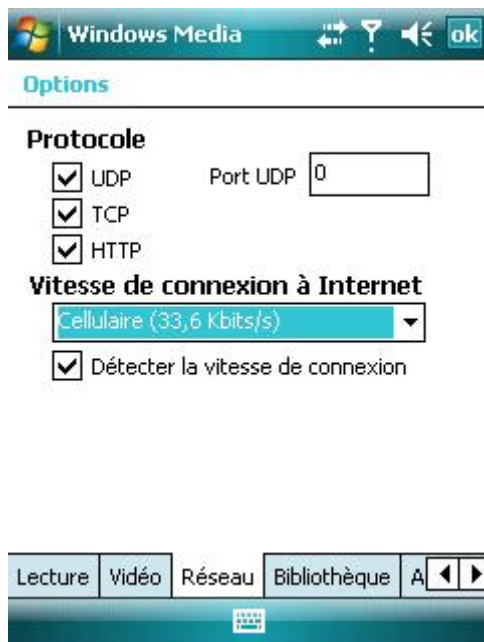 Windows Media ok
Options
Protocole
UDP Port UDP 0
TCP
HTTP
Vitesse de connexion à Internet
Cellulaire (33,6 Kbits/s)
Détecter la vitesse de connexion
Lecture Vidéo Réseau Bibliothèque A